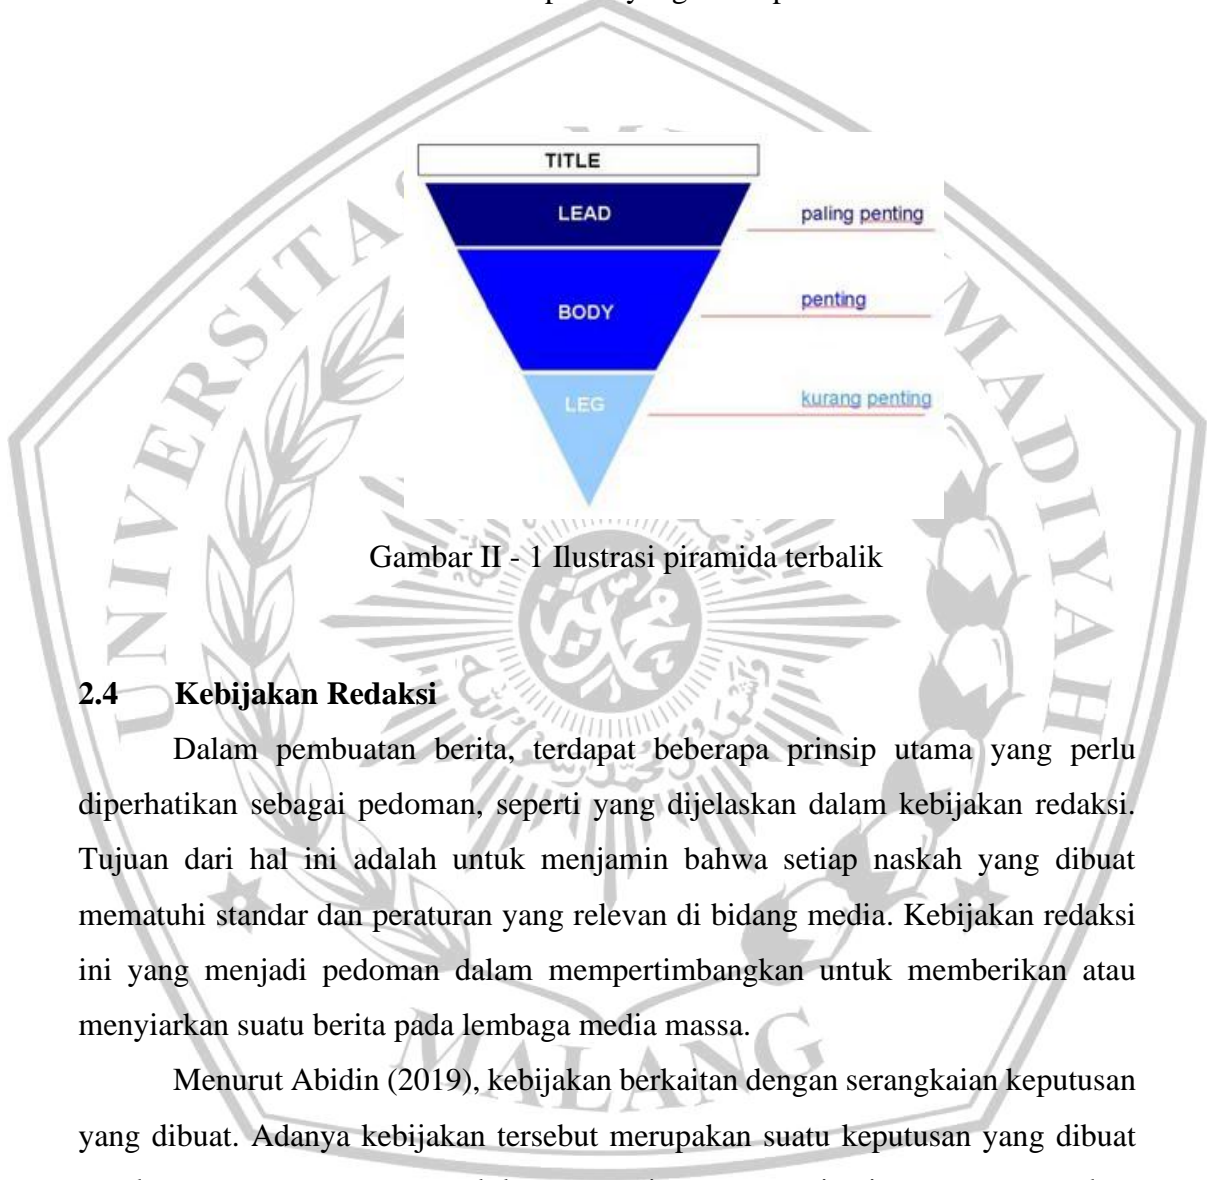 TITLE
LEAD
paling penting
BODY
penting
LEG
kurang penting
Gambar II - 1 Ilustrasi piramida terbalik
2.4 Kebijakan Redaksi
Dalam pembuatan berita, terdapat beberapa prinsip utama yang perlu
diperhatikan sebagai pedoman, seperti yang dijelaskan dalam kebijakan redaksi.
Tujuan dari hal ini adalah untuk menjamin bahwa setiap naskah yang dibuat
mematuhi standar dan peraturan yang relevan di bidang media. Kebijakan redaksi
ini yang menjadi pedoman dalam mempertimbangkan untuk memberikan atau
menyiarkan suatu berita pada lembaga media massa.
Menurut Abidin (2019), kebijakan berkaitan dengan serangkaian keputusan
yang dibuat. Adanya kebijakan tersebut merupakan suatu keputusan yang dibuat
MALANG